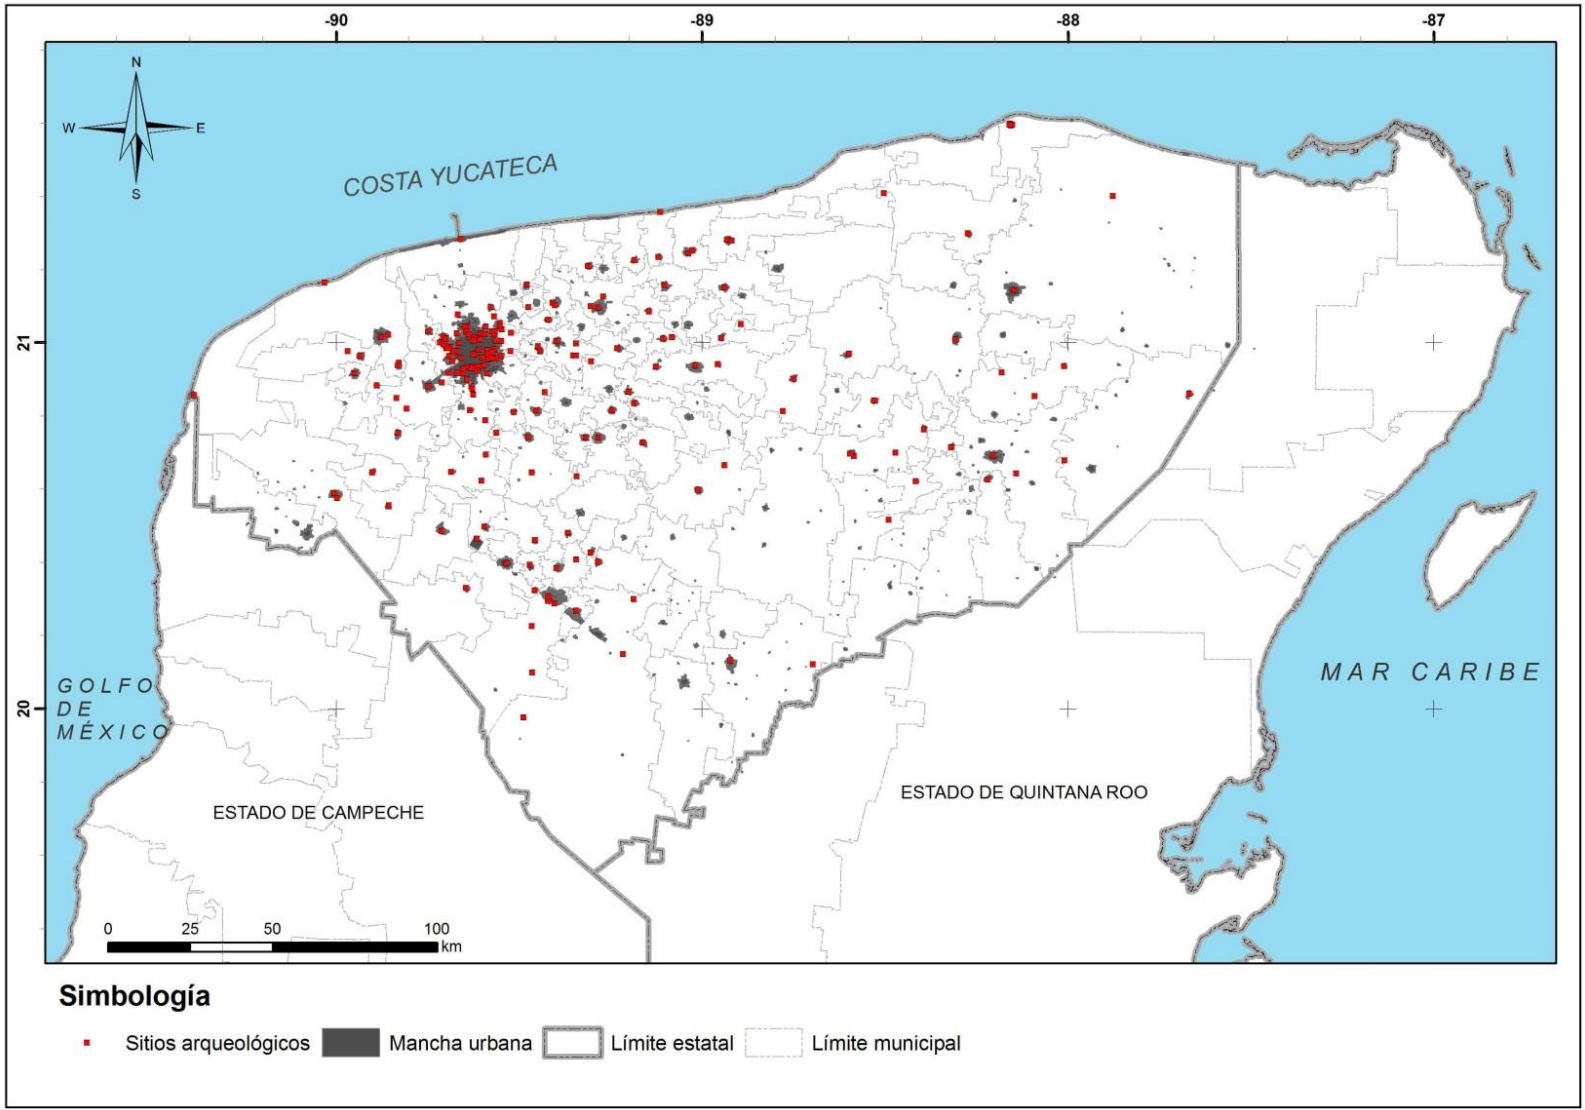 -90 -89 -88 -87
N
W E
S
COSTA YUCATECA
21
GOLFO
DE
MÉXICO
20
MAR CARIBE
ESTADO DE QUINTANA ROO
ESTADO DE CAMPECHE
0 25 50 100
km
Simbología
Sitios arqueológicos Mancha urbana Límite estatal Límite municipal